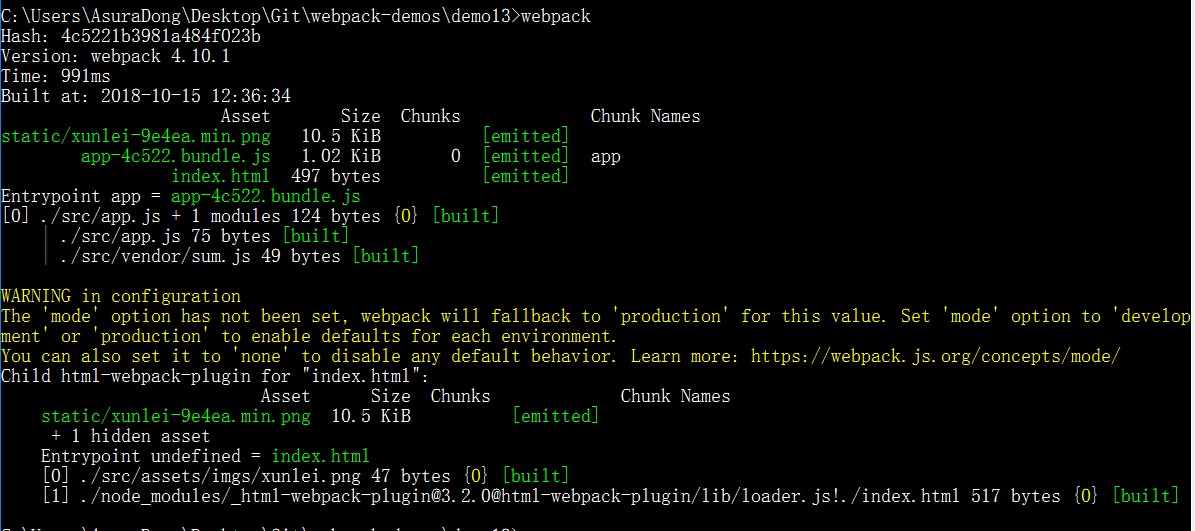 C:\Users\AsuraDong\Desktop\Git\webpack-demos\demo13>webpack
Hash: 4c5221b3981a484f023b
Version: webpack 4.10.1
Time: 991ms
Built at: 2018-10-15 12:36:34
Asset Size Chunks Chunk Names
static/xunlei-9e4ea.min.png 10.5 KiB [emitted]
app-4c522.bundle.js 1.02 KiB 0 [emitted] app
index.html 497 bytes [emitted]
Entrypoint app = app-4c522.bundle.js
[0] ./src/app.js + 1 modules 124 bytes {0} [built]
| ./src/app.js 75 bytes [built]
| ./src/vendor/sum.js 49 bytes [built]
WARNING in configuration
The 'mode' option has not been set, webpack will fallback to 'production' for this value. Set 'mode' option to 'develop
ment' or 'production' to enable defaults for each environment.
You can also set it to 'none' to disable any default behavior. Learn more: https://webpack.js.org/concepts/mode/
Child html-webpack-plugin for "index.html":
Asset Size Chunks Chunk Names
static/xunlei-9e4ea.min.png 10.5 KiB [emitted]
+ 1 hidden asset
Entrypoint undefined = index.html
[0] ./src/assets/imgs/xunlei.png 47 bytes {0} [built]
[1] ./node_modules/_html-webpack-plugin@3.2.0@html-webpack-plugin/lib/loader.js!./index.html 517 bytes {0} [built]